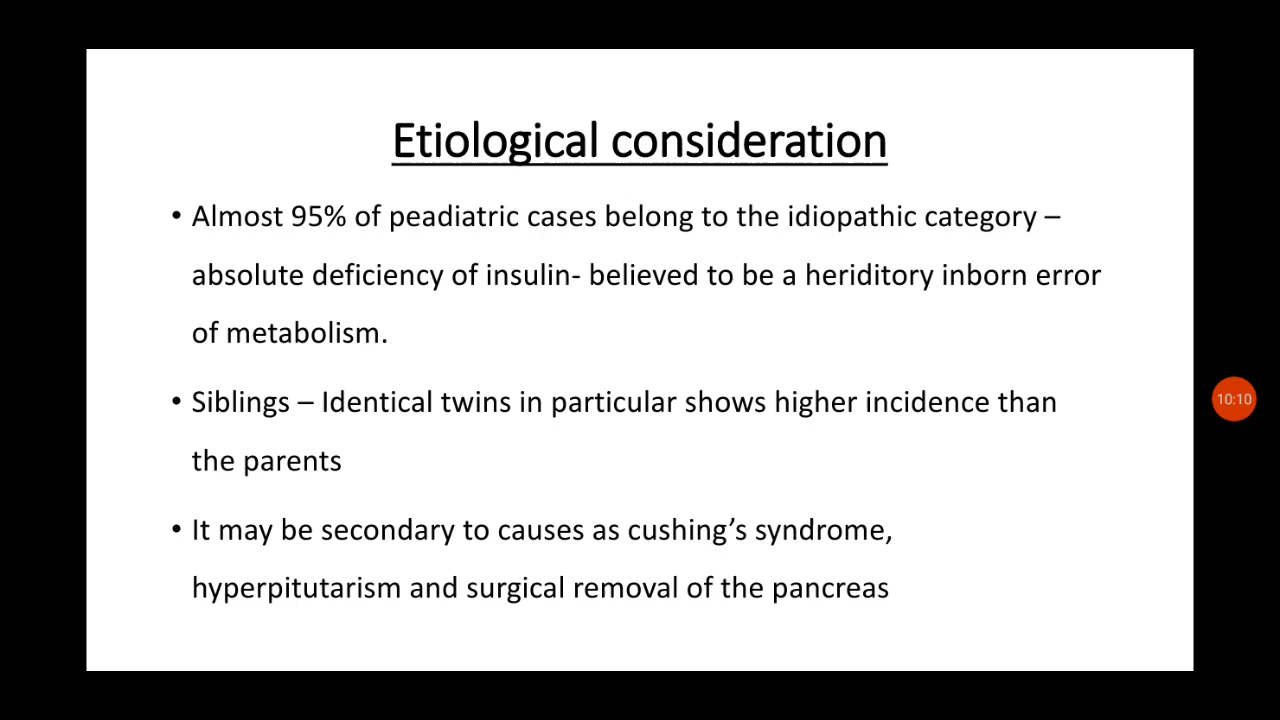 Etiological consideration
• Almost 95% of peadiatric cases belong to the idiopathic category –
absolute deficiency of insulin- believed to be a heriditory inborn error
of metabolism.
• Siblings – Identical twins in particular shows higher incidence than
the parents
• It may be secondary to causes as cushing’s syndrome,
hyperpitutarism and surgical removal of the pancreas
10:10